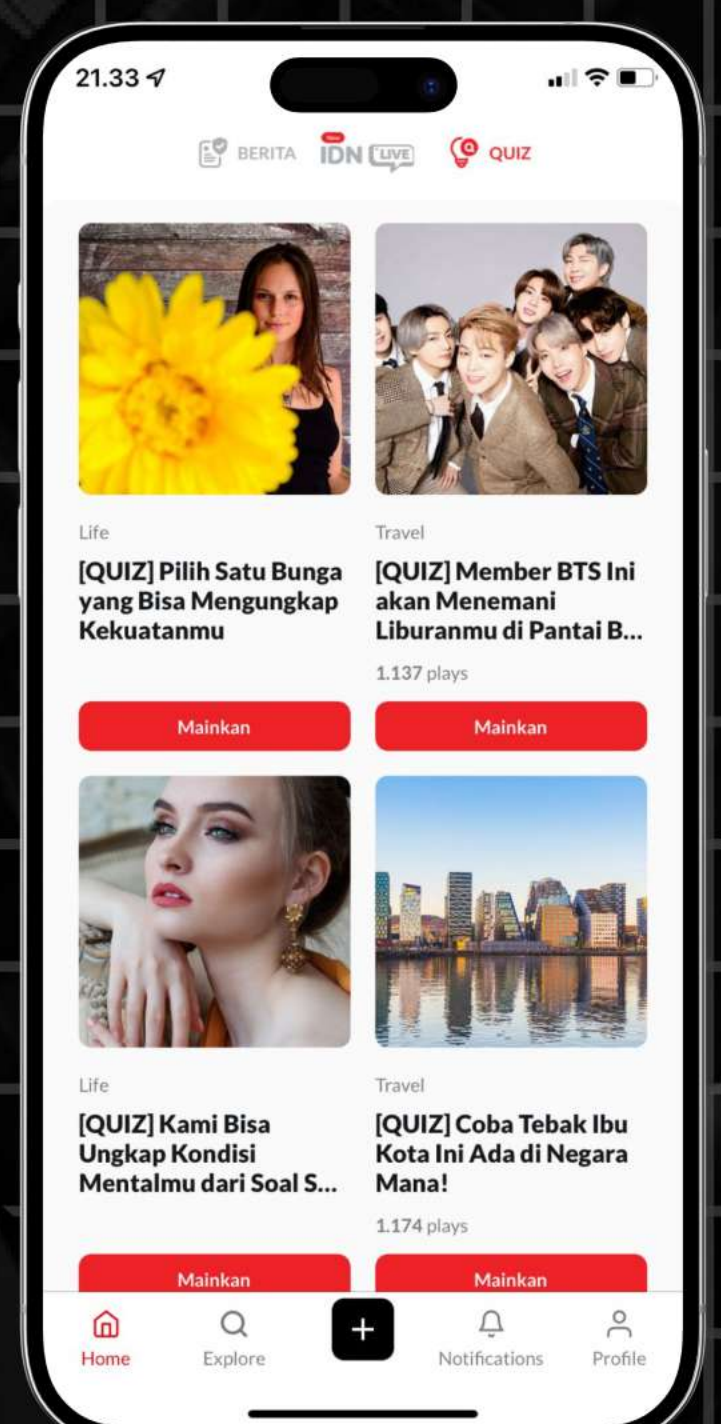 21.33
BERITA
New
IDN LIVE
QUIZ
Life
[QUIZ] Pilih Satu Bunga
yang Bisa Mengungkap
Kekuatanmu
Mainkan
Travel
[QUIZ] Member BTS Ini
akan Menemani
Liburanmu di Pantai B...
1.137 plays
Mainkan
Life
[QUIZ] Kami Bisa
Ungkap Kondisi
Mentalmu dari Soal S...
Mainkan
Travel
[QUIZ] Coba Tebak Ibu
Kota Ini Ada di Negara
Mana!
1.174 plays
Mainkan
Home
Explore
+
Notifications
Profile